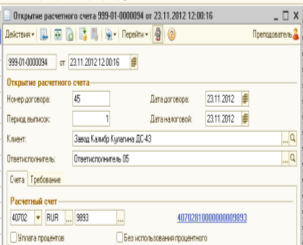 Открытие расчетного счета 999-01-0000094 от 23.11.2012 12:00:16
Действия Перейти Преподаватель
999-01-0000094 от 23.11.2012 12:00:16
Открытие расчетного счета
Номер договора: 45 Дата договора: 23.11.2012
Период выписок: 1 Дата налоговой: 23.11.2012
Клиент: Завод Калибр Кулагина ДС-43
Ответисполнитель: Ответисполнитель 05
Счета Требование
Расчетный счет
40702 RUR 9893 40702810000000009893
Уплата процентов Без использования процентного